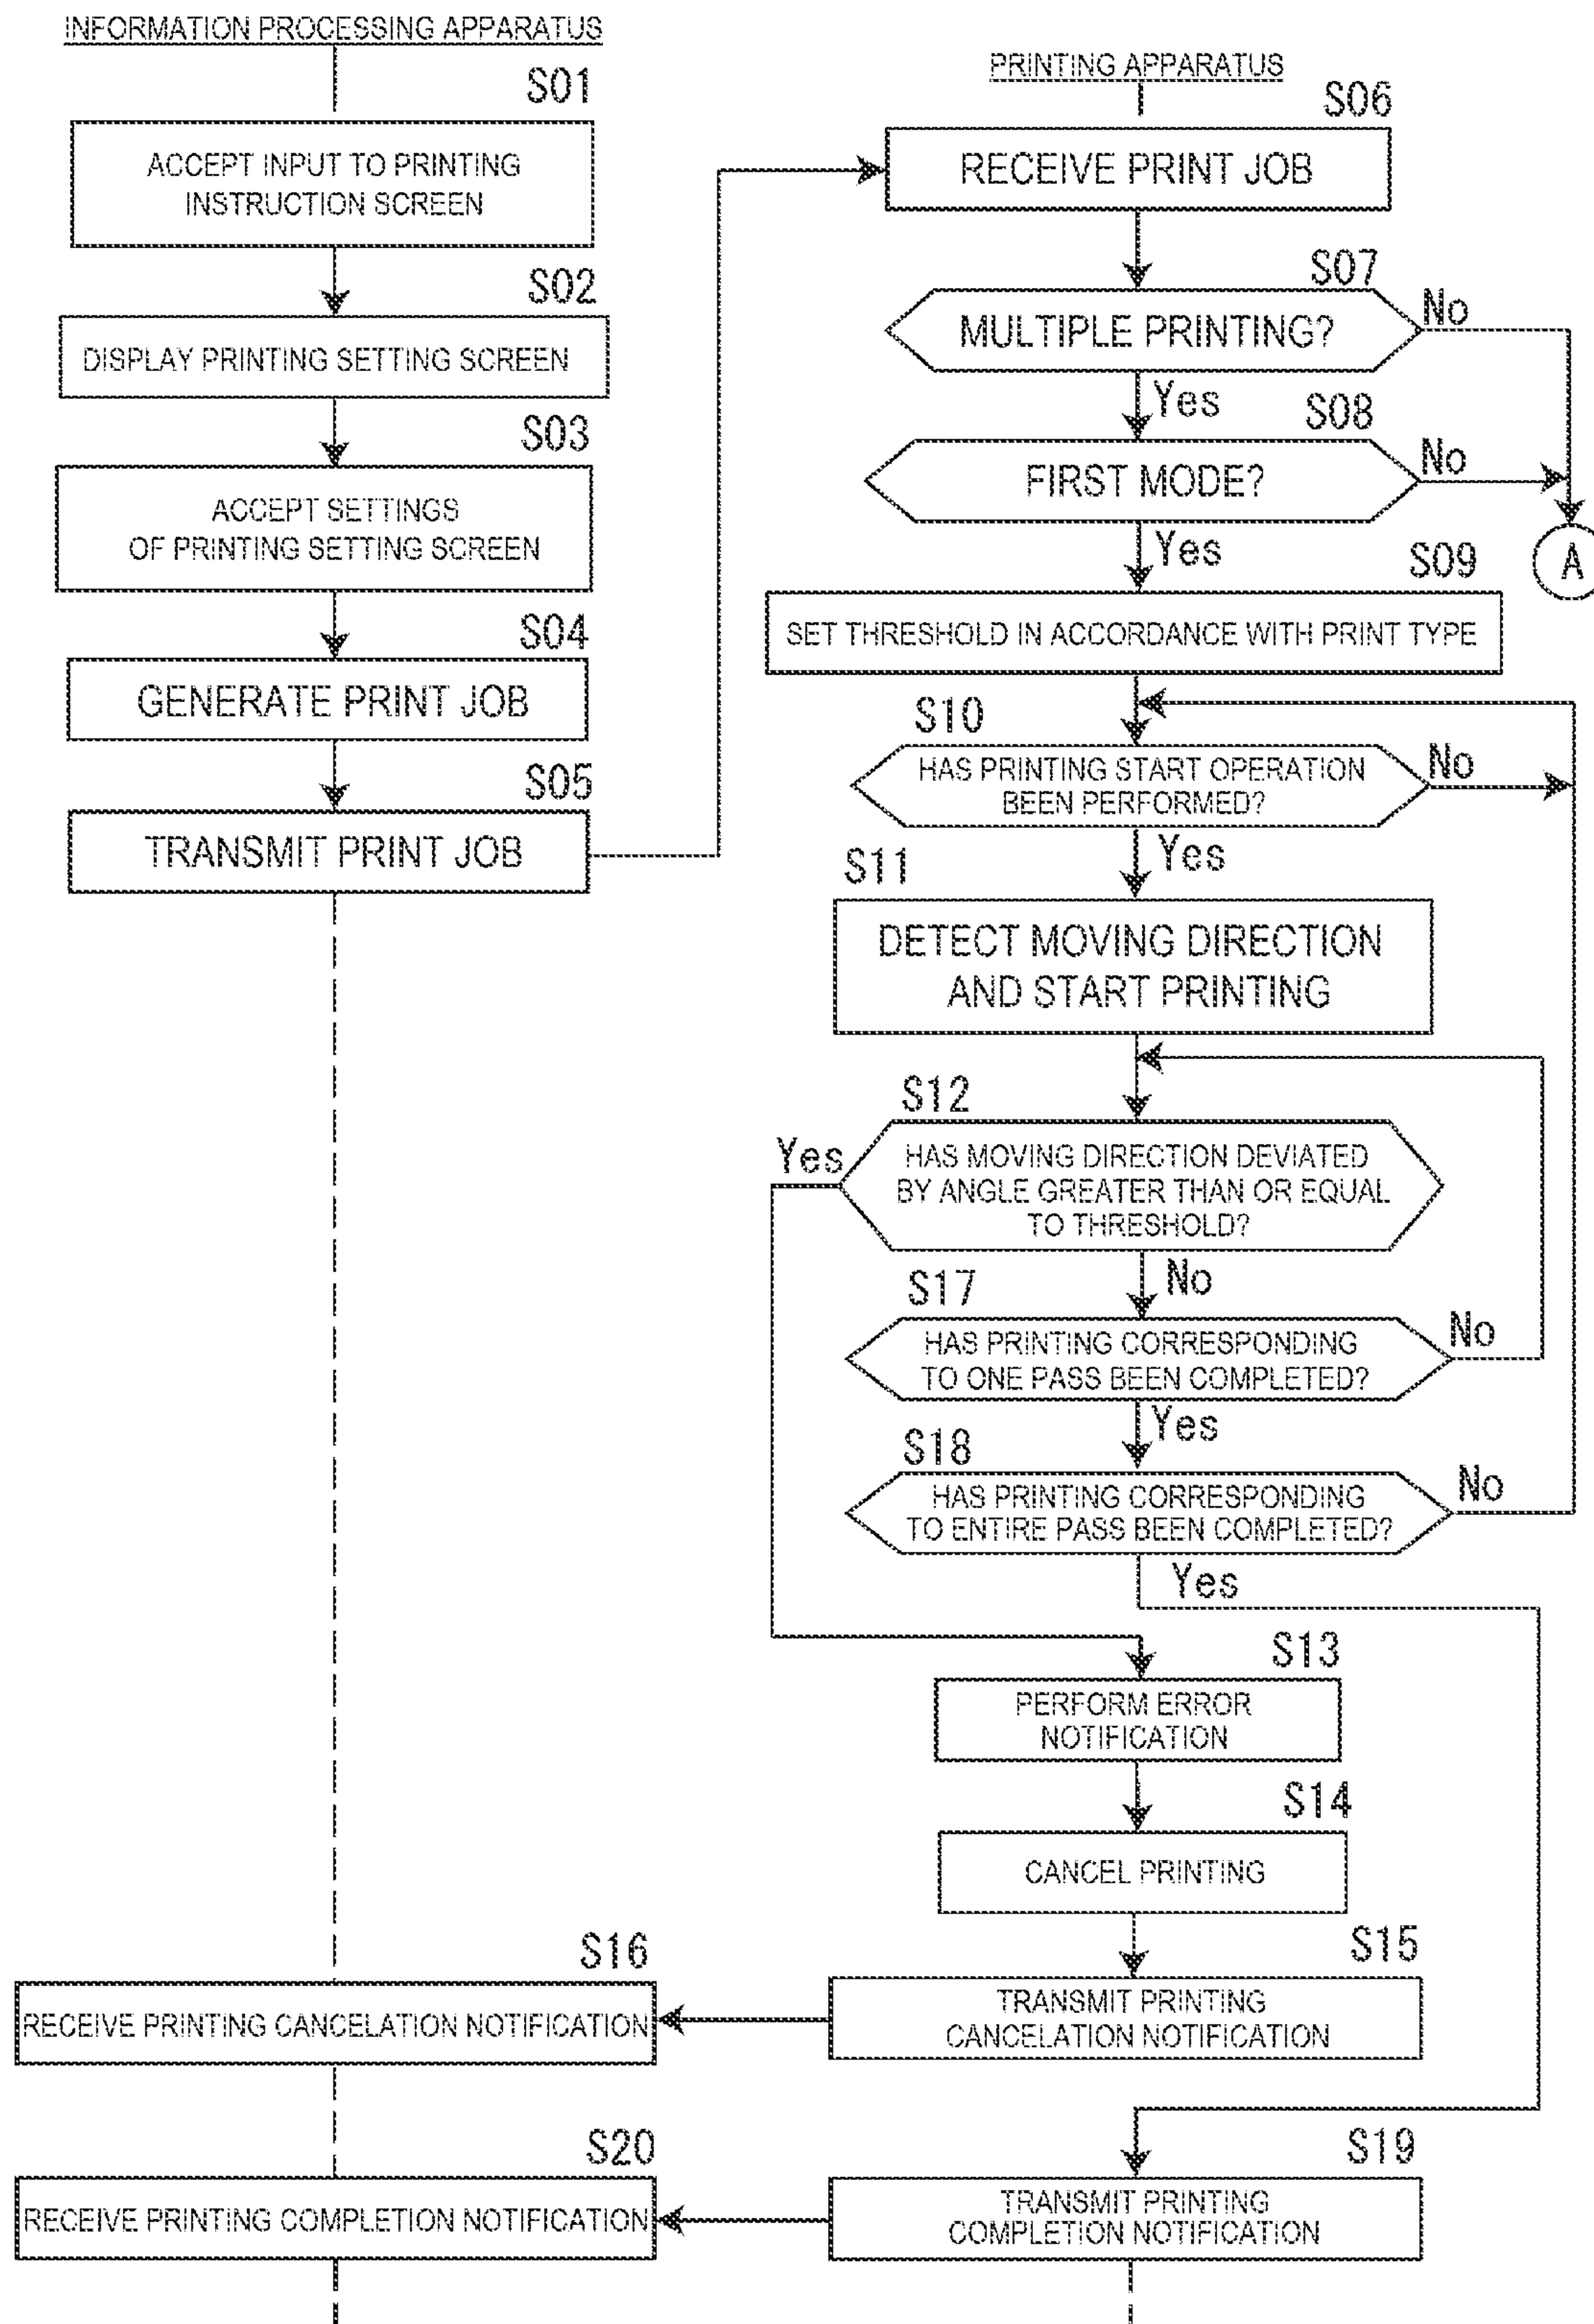 INFORMATION PROCESSING APPARATUS
S01
ACCEPT INPUT TO PRINTING
INSTRUCTION SCREEN
S02
DISPLAY PRINTING SETTING SCREEN
S03
ACCEPT SETTINGS
OF PRINTING SETTING SCREEN
S04
GENERATE PRINT JOB
S05
TRANSMIT PRINT JOB
PRINTING APPARATUS
S06
RECEIVE PRINT JOB
S07
MULTIPLE PRINTING?
No
Yes
S08
FIRST MODE?
No
Yes
A
S09
SET THRESHOLD IN ACCORDANCE WITH PRINT TYPE
S10
HAS PRINTING START OPERATION
BEEN PERFORMED?
No
Yes
S11
DETECT MOVING DIRECTION
AND START PRINTING
S12
Yes
HAS MOVING DIRECTION DEVIATED
BY ANGLE GREATER THAN OR EQUAL
TO THRESHOLD?
No
S17
HAS PRINTING CORRESPONDING
TO ONE PASS BEEN COMPLETED?
No
Yes
S18
HAS PRINTING CORRESPONDING
TO ENTIRE PASS BEEN COMPLETED?
No
Yes
S13
PERFORM ERROR
NOTIFICATION
S14
CANCEL PRINTING
S15
TRANSMIT PRINTING
CANCELATION NOTIFICATION
S16
RECEIVE PRINTING CANCELATION NOTIFICATION
S19
TRANSMIT PRINTING
COMPLETION NOTIFICATION
S20
RECEIVE PRINTING COMPLETION NOTIFICATION